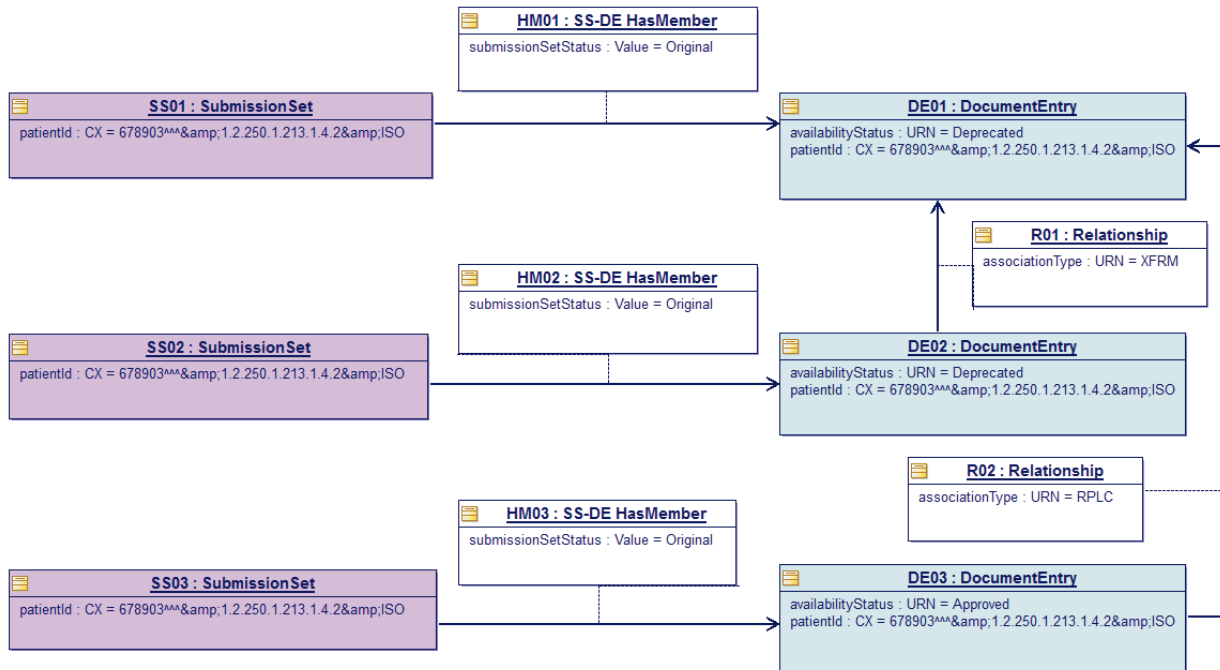 HM01 : SS-DE HasMember
submissionSetStatus : Value = Original
SS01 : SubmissionSet
patientId : CX = 678903^^^&amp;1.2.250.1.213.1.4.2&amp;ISO
DE01 : DocumentEntry
availabilityStatus : URN = Deprecated
patientId : CX = 678903^^^&amp;1.2.250.1.213.1.4.2&amp;ISO
R01 : Relationship
associationType : URN = XFRM
HM02 : SS-DE HasMember
submissionSetStatus : Value = Original
SS02 : SubmissionSet
patientId : CX = 678903^^^&amp;1.2.250.1.213.1.4.2&amp;ISO
DE02 : DocumentEntry
availabilityStatus : URN = Deprecated
patientId : CX = 678903^^^&amp;1.2.250.1.213.1.4.2&amp;ISO
R02 : Relationship
associationType : URN = RPLC
HM03 : SS-DE HasMember
submissionSetStatus : Value = Original
SS03 : SubmissionSet
patientId : CX = 678903^^^&amp;1.2.250.1.213.1.4.2&amp;ISO
DE03 : DocumentEntry
availabilityStatus : URN = Approved
patientId : CX = 678903^^^&amp;1.2.250.1.213.1.4.2&amp;ISO